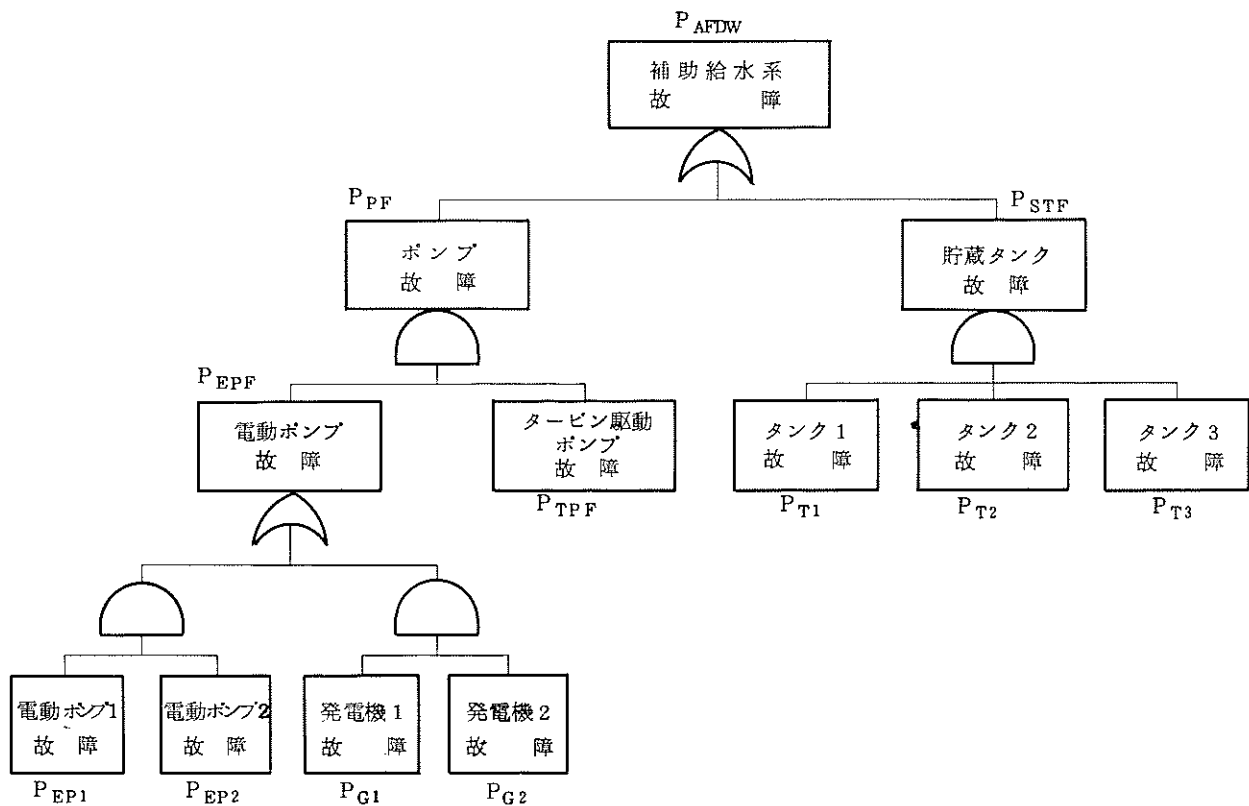 P_AFDW
補助給水系
故障
P_PF
P_STF
ポンプ
故障
貯蔵タンク
故障
P_EPF
電動ポンプ
故障
タービン駆動
ポンプ
故障
P_TPF
タンク1
故障
P_T1
タンク2
故障
P_T2
タンク3
故障
P_T3
電動ポンプ1
故障
P_EP1
電動ポンプ2
故障
P_EP2
発電機1
故障
P_G1
発電機2
故障
P_G2